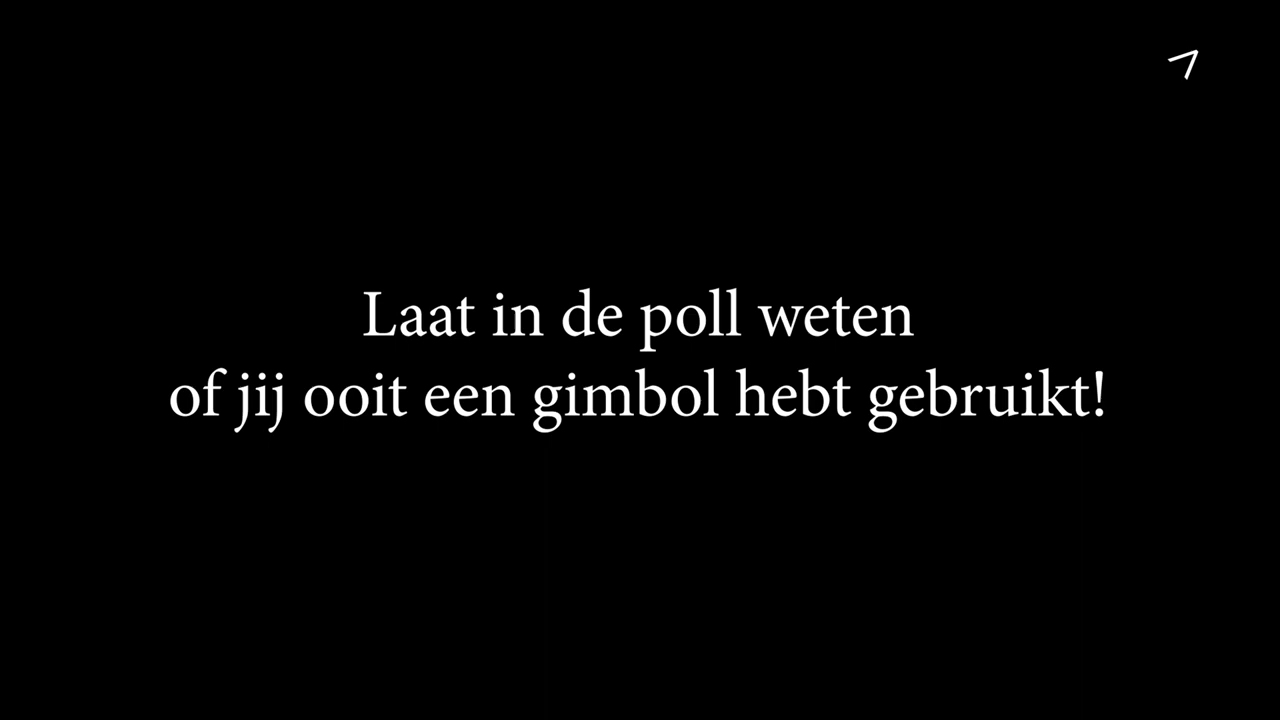 Laat in de poll weten
of jij ooit een gimbol hebt gebruikt!